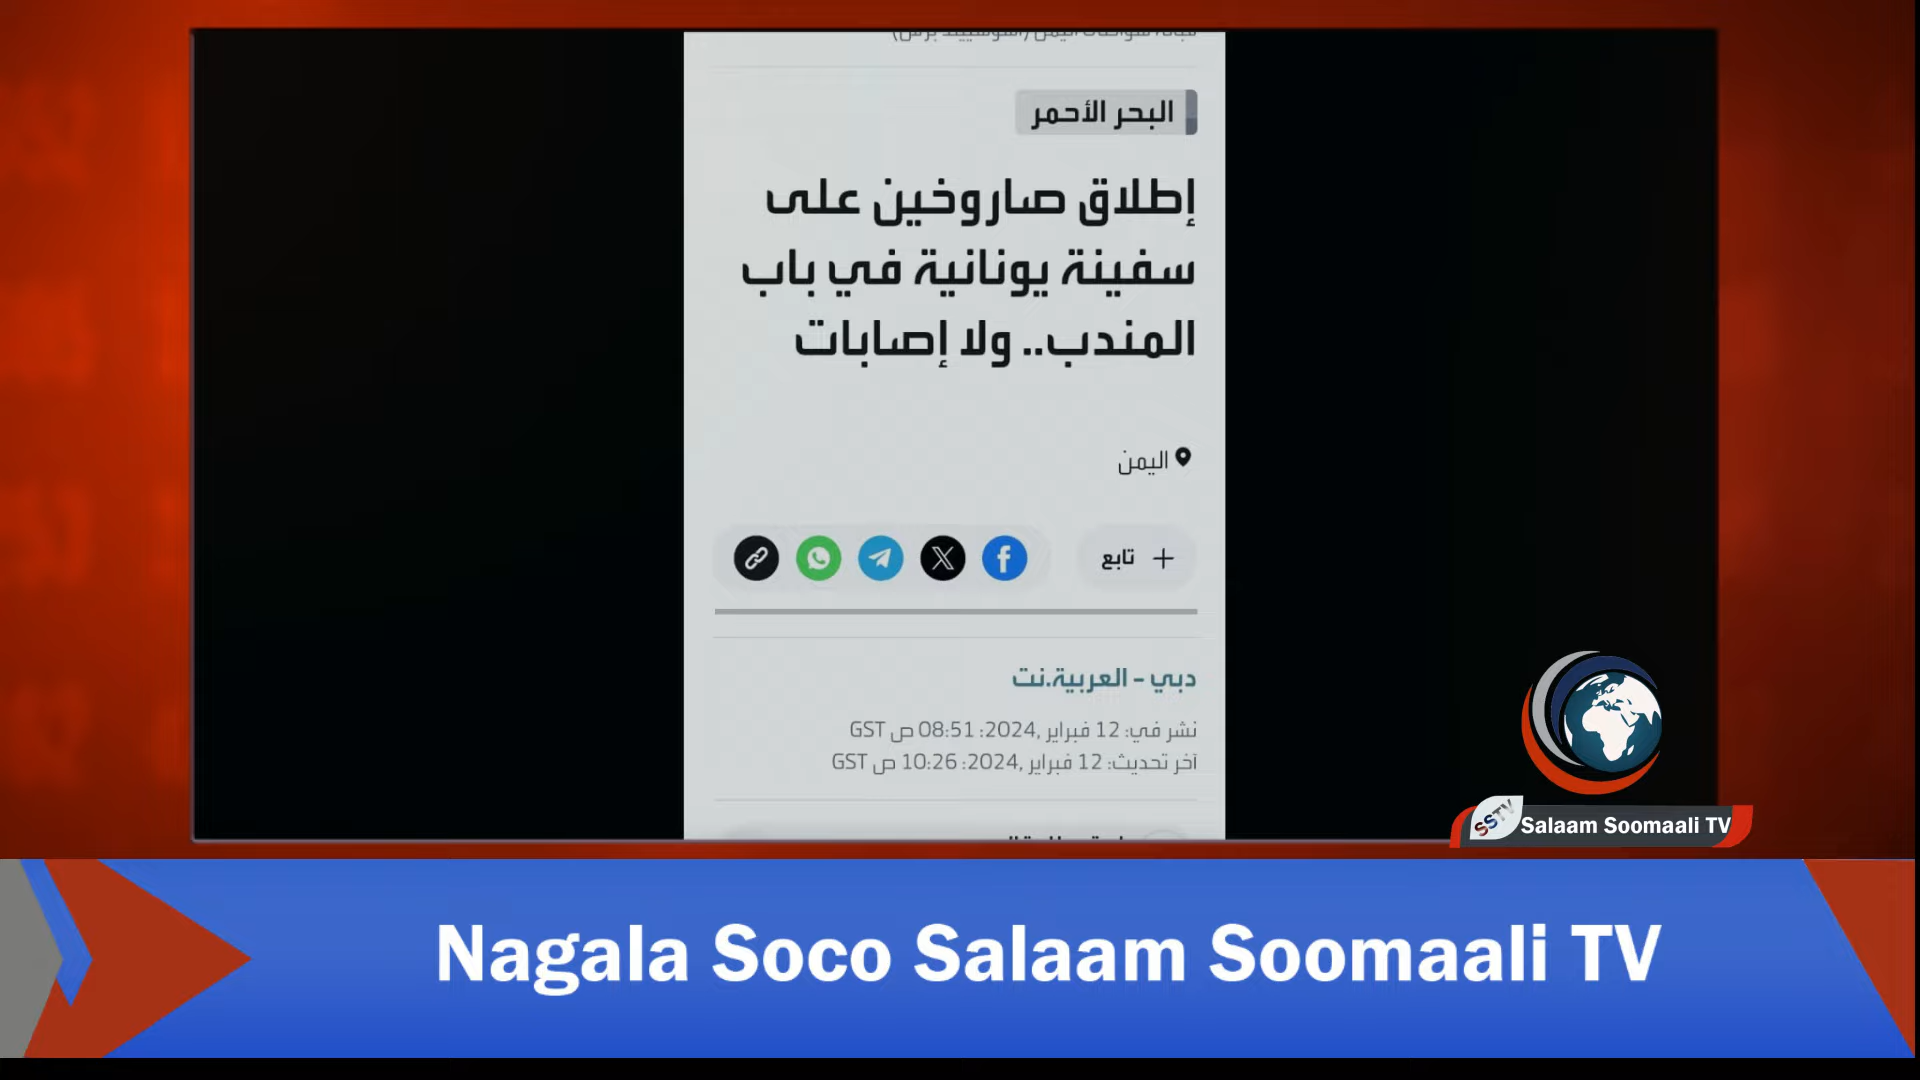 البحر الأحمر
إطلاق صاروخين على
سفينة يونانية في باب
المندب.. ولا إصابات
اليمن
+ تابع
دبي - العربية.نت
نشر في: 12 فبراير ,2024: 08:51 ص GST
آخر تحديث: 12 فبراير ,2024: 10:26 ص GST
SSTV
Salaam Soomaali TV
Nagala Soco Salaam Soomaali TV